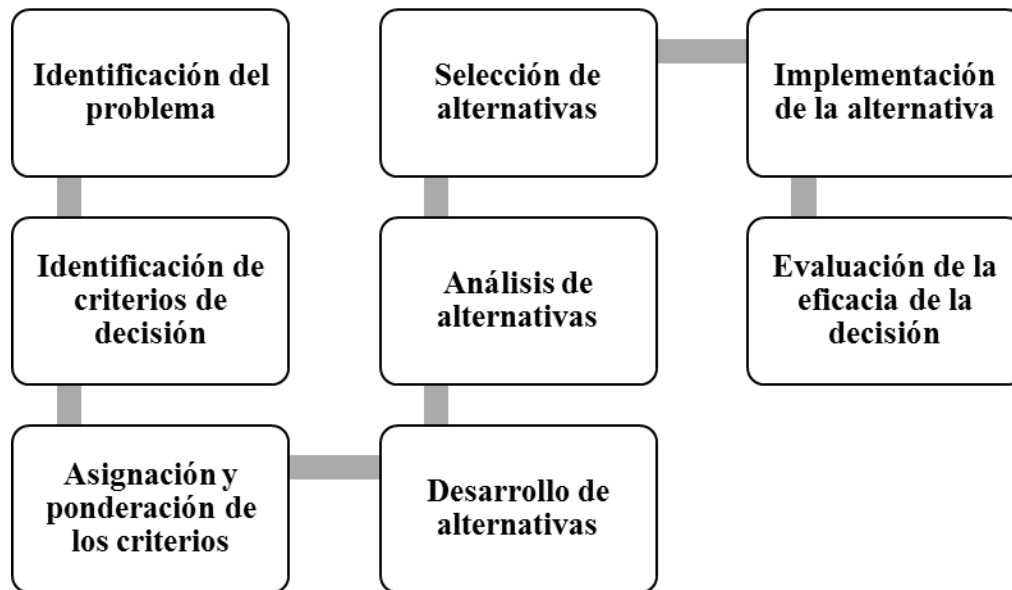 Identificación del
problema
Identificación de
criterios de
decisión
Asignación y
ponderación de
los criterios
Desarrollo de
alternativas
Análisis de
alternativas
Selección de
alternativas
Implementación
de la alternativa
Evaluación de la
eficacia de la
decisión